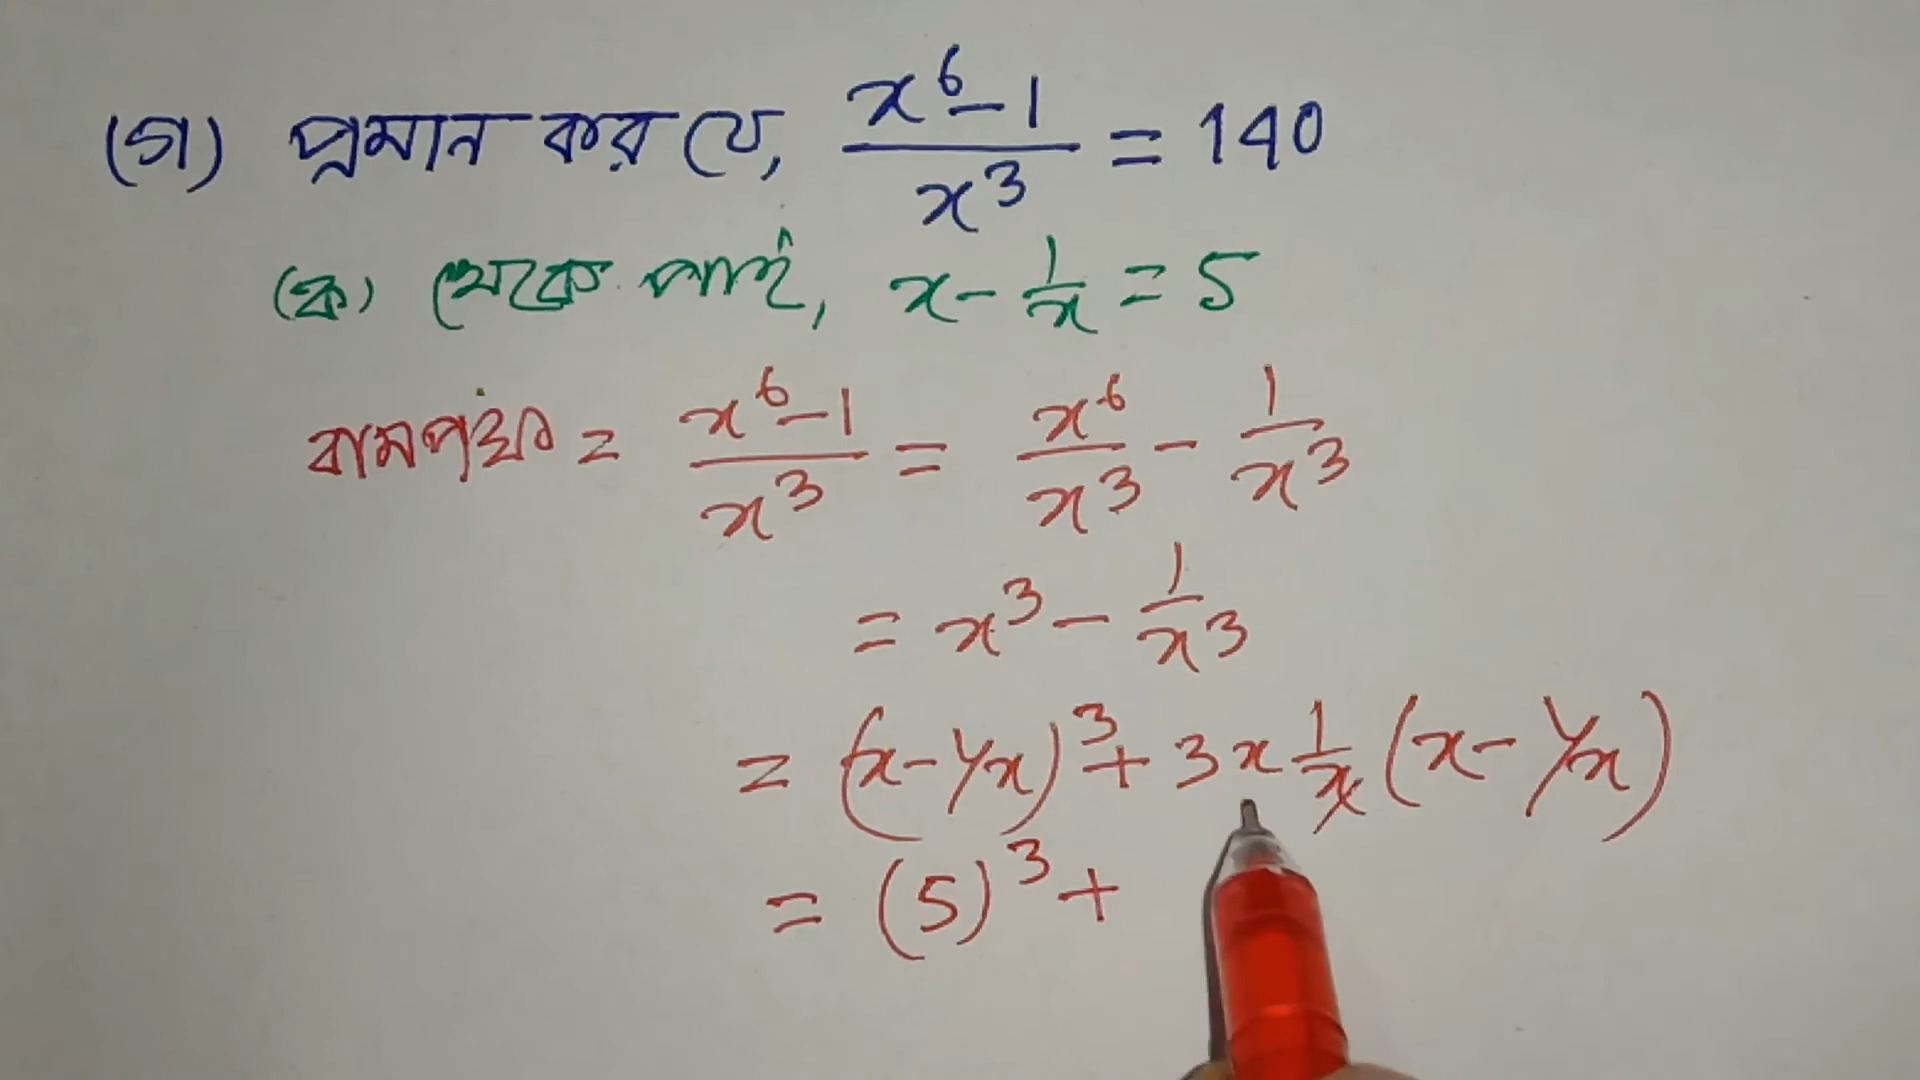 (গ) প্রমান কর যে, x⁶-1/x³ = 140
(ক) থেকে পাই, x - 1/x = 5
বামপক্ষ = x⁶-1/x³ = x⁶/x³ - 1/x³
= x³ - 1/x³
= (x - 1/x)³ + 3x 1/x (x - 1/x)
= (5)³ +